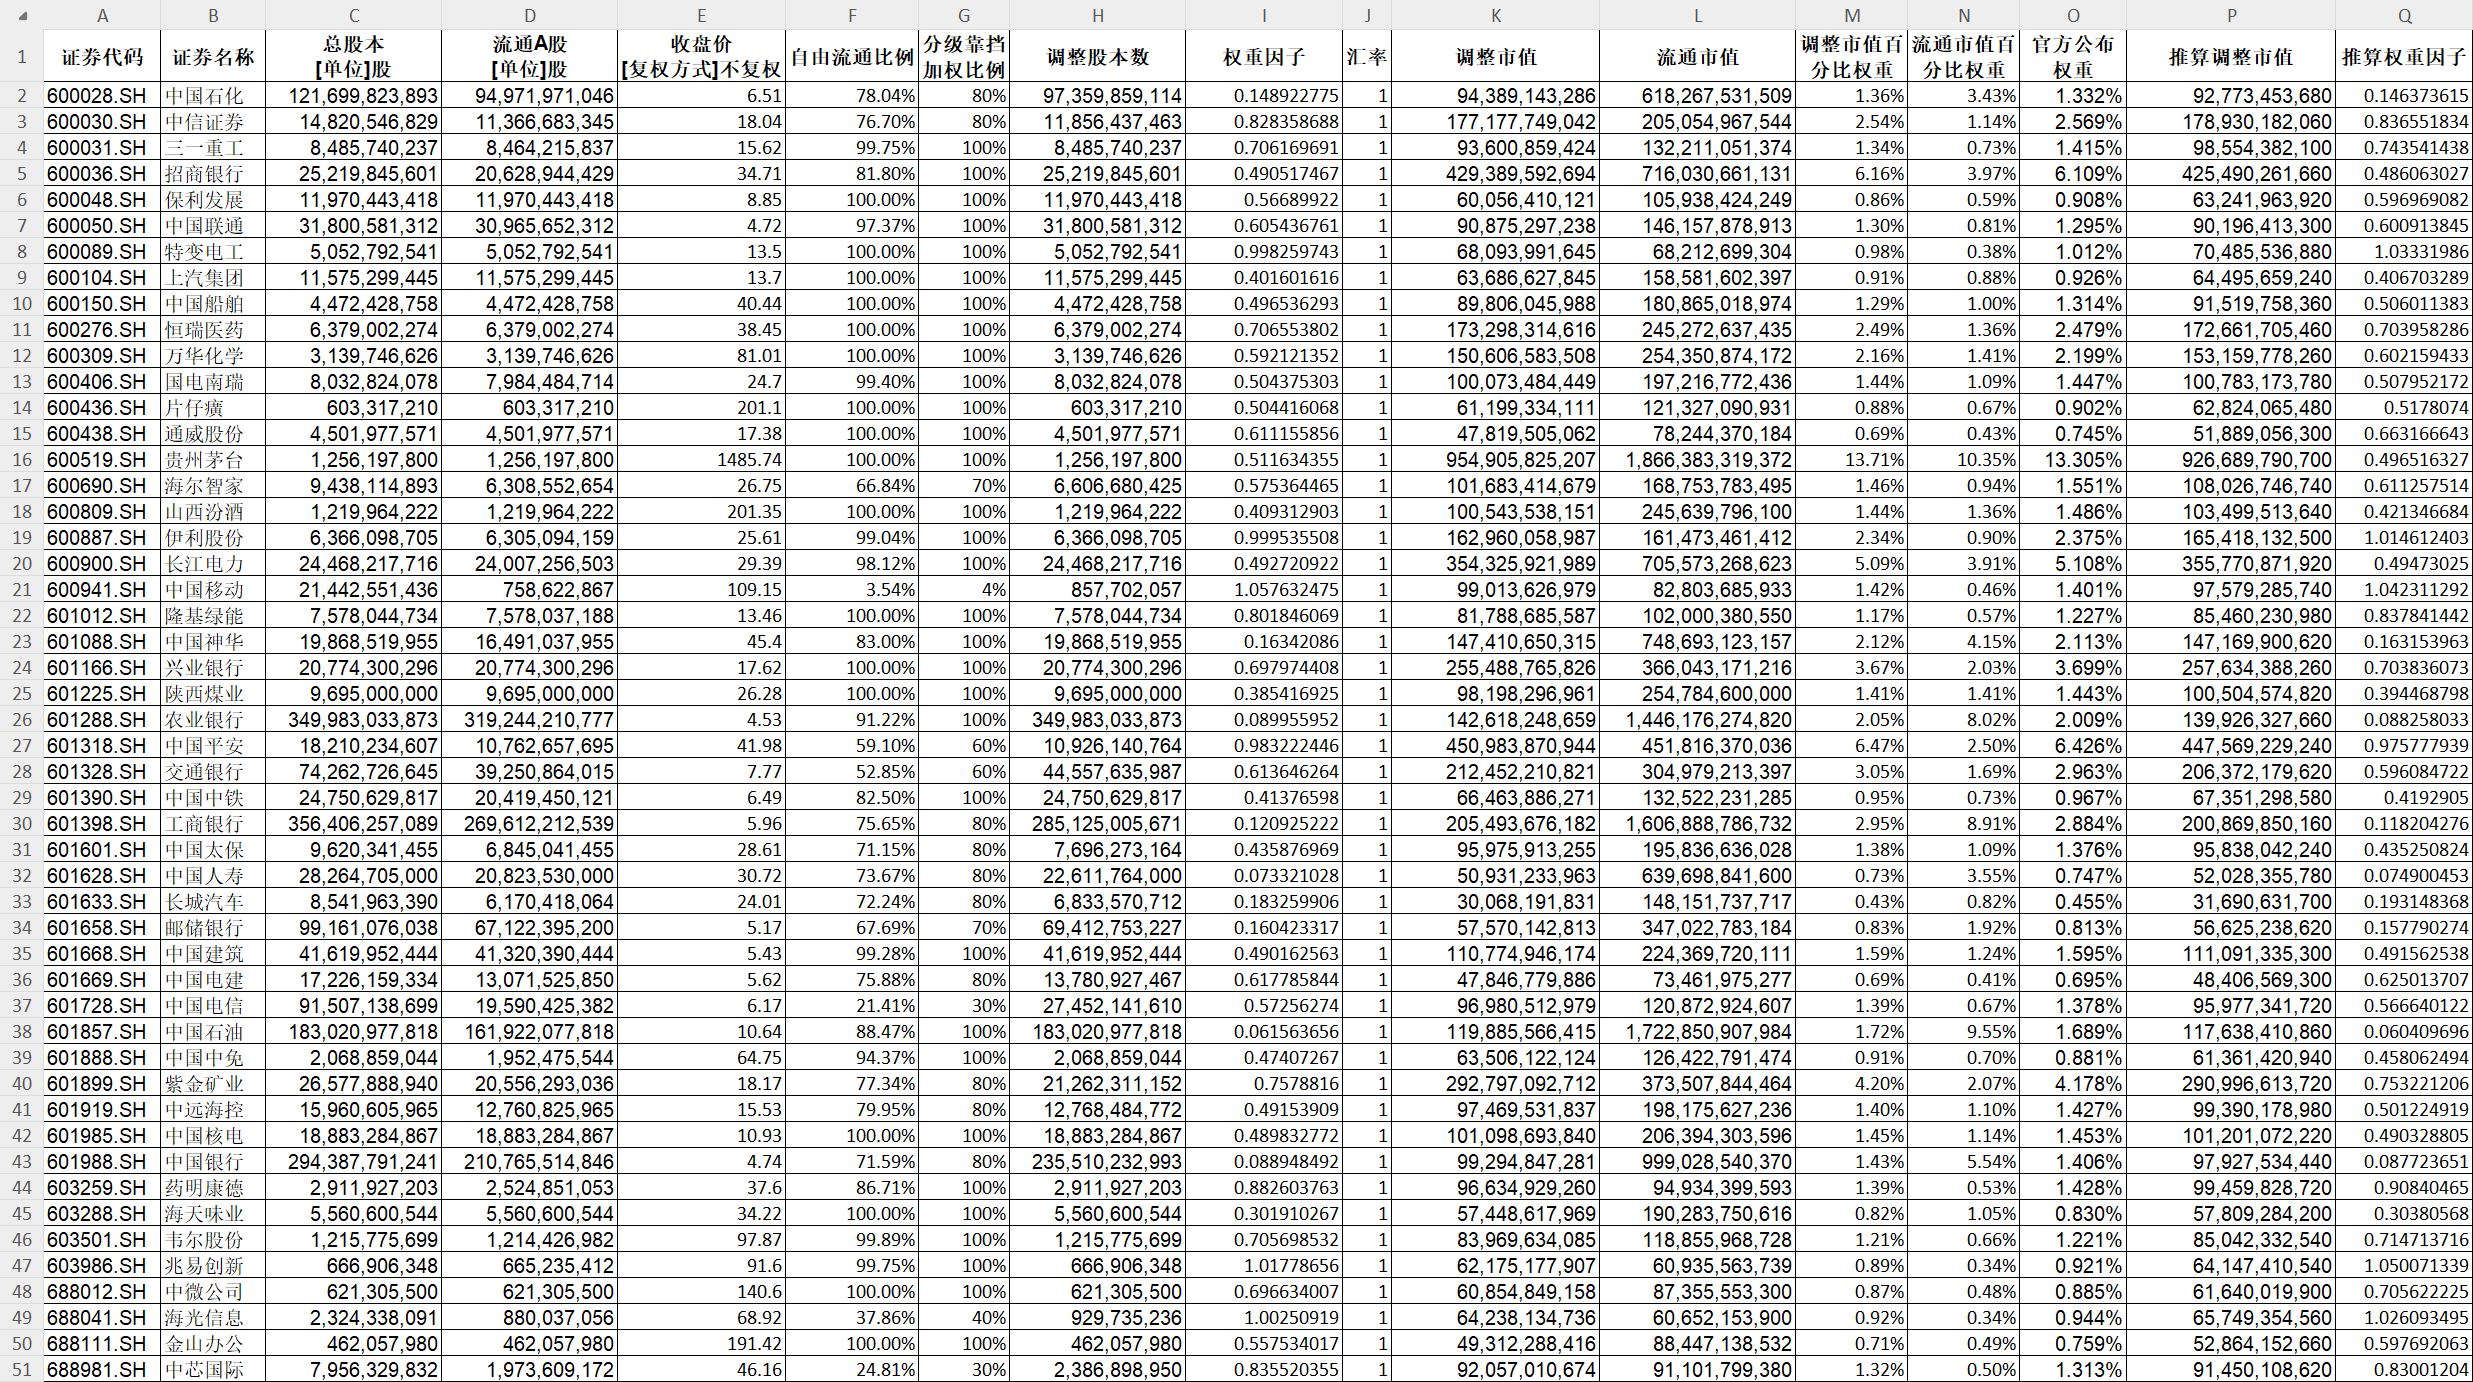 A B C D E F G H I J K L M N O P Q
1 证券代码 证券名称 总股本 [单位]股 流通A股 [单位]股 收盘价 [复权方式]不复权 自由流通比例 分级靠挡 加权比例 调整股本数 权重因子 汇率 调整市值 流通市值 调整市值百分比权重 流通市值百分比权重 官方公布权重 推算调整市值 推算权重因子
2 600028.SH 中国石化 121,699,823,893 94,971,971,046 6.51 78.04% 80% 97,359,859,114 0.148922775 1 94,389,143,286 618,267,531,509 1.36% 3.43% 1.332% 92,773,453,680 0.146373615
3 600030.SH 中信证券 14,820,546,829 11,366,683,345 18.04 76.70% 80% 11,856,437,463 0.828358688 1 177,177,749,042 205,054,967,544 2.54% 1.14% 2.569% 178,930,182,060 0.836551834
4 600031.SH 三一重工 8,485,740,237 8,464,215,837 15.62 99.75% 100% 8,485,740,237 0.706169691 1 93,600,859,424 132,211,051,374 1.34% 0.73% 1.415% 98,554,382,100 0.743541438
5 600036.SH 招商银行 25,219,845,601 20,628,944,429 34.71 81.80% 100% 25,219,845,601 0.490517467 1 429,389,592,694 716,030,661,131 6.16% 3.97% 6.109% 425,490,261,660 0.486063027
6 600048.SH 保利发展 11,970,443,418 11,970,443,418 8.85 100.00% 100% 11,970,443,418 0.56689922 1 60,056,410,121 105,938,424,249 0.86% 0.59% 0.908% 63,241,963,920 0.596969082
7 600050.SH 中国联通 31,800,581,312 30,965,652,312 4.72 97.37% 100% 31,800,581,312 0.605436761 1 90,875,297,238 146,157,878,913 1.30% 0.81% 1.295% 90,196,413,300 0.600913845
8 600089.SH 特变电工 5,052,792,541 5,052,792,541 13.5 100.00% 100% 5,052,792,541 0.998259743 1 68,093,991,645 68,212,699,304 0.98% 0.38% 1.012% 70,485,536,880 1.03331986
9 600104.SH 上汽集团 11,575,299,445 11,575,299,445 13.7 100.00% 100% 11,575,299,445 0.401601616 1 63,686,627,845 158,581,602,397 0.91% 0.88% 0.926% 64,495,659,240 0.406703289
10 600150.SH 中国船舶 4,472,428,758 4,472,428,758 40.44 100.00% 100% 4,472,428,758 0.496536293 1 89,806,045,988 180,865,018,974 1.29% 1.00% 1.314% 91,519,758,360 0.506011383
11 600276.SH 恒瑞医药 6,379,002,274 6,379,002,274 38.45 100.00% 100% 6,379,002,274 0.706553802 1 173,298,314,616 245,272,637,435 2.49% 1.36% 2.479% 172,661,705,460 0.703958286
12 600309.SH 万华化学 3,139,746,626 3,139,746,626 81.01 100.00% 100% 3,139,746,626 0.592121352 1 150,606,583,508 254,350,874,172 2.16% 1.41% 2.199% 153,159,778,260 0.602159433
13 600406.SH 国电南瑞 8,032,824,078 7,984,484,714 24.7 99.40% 100% 8,032,824,078 0.504375303 1 100,073,484,449 197,216,772,436 1.44% 1.09% 1.447% 100,783,173,780 0.507952172
14 600436.SH 片仔癀 603,317,210 603,317,210 201.1 100.00% 100% 603,317,210 0.504416068 1 61,199,334,111 121,327,090,931 0.88% 0.67% 0.902% 62,824,065,480 0.5178074
15 600438.SH 通威股份 4,501,977,571 4,501,977,571 17.38 100.00% 100% 4,501,977,571 0.611155856 1 47,819,505,062 78,244,370,184 0.69% 0.43% 0.745% 51,889,056,300 0.663166643
16 600519.SH 贵州茅台 1,256,197,800 1,256,197,800 1485.74 100.00% 100% 1,256,197,800 0.511634355 1 954,905,825,207 1,866,383,319,372 13.71% 10.35% 13.305% 926,689,790,700 0.496516327
17 600690.SH 海尔智家 9,438,114,893 6,308,552,654 26.75 66.84% 70% 6,606,680,425 0.575364465 1 101,683,414,679 168,753,783,495 1.46% 0.94% 1.551% 108,026,746,740 0.611257514
18 600809.SH 山西汾酒 1,219,964,222 1,219,964,222 201.35 100.00% 100% 1,219,964,222 0.409312903 1 100,543,538,151 245,639,796,100 1.44% 1.36% 1.486% 103,499,513,640 0.421346684
19 600887.SH 伊利股份 6,366,098,705 6,305,094,159 25.61 99.04% 100% 6,366,098,705 0.999535508 1 162,960,058,987 161,473,461,412 2.34% 0.90% 2.375% 165,418,132,500 1.014612403
20 600900.SH 长江电力 24,468,217,716 24,007,256,503 29.39 98.12% 100% 24,468,217,716 0.492720922 1 354,325,921,989 705,573,268,623 5.09% 3.91% 5.108% 355,770,871,920 0.49473025
21 600941.SH 中国移动 21,442,551,436 758,622,867 109.15 3.54% 4% 857,702,057 1.057632475 1 99,013,626,979 82,803,685,933 1.42% 0.46% 1.401% 97,579,285,740 1.042311292
22 601012.SH 隆基绿能 7,578,044,734 7,578,037,188 13.46 100.00% 100% 7,578,044,734 0.801846069 1 81,788,685,587 102,000,380,550 1.17% 0.57% 1.227% 85,460,230,980 0.837841442
23 601088.SH 中国神华 19,868,519,955 16,491,037,955 45.4 83.00% 100% 19,868,519,955 0.16342086 1 147,410,650,315 748,693,123,157 2.12% 4.15% 2.113% 147,169,900,620 0.163153963
24 601166.SH 兴业银行 20,774,300,296 20,774,300,296 17.62 100.00% 100% 20,774,300,296 0.697974408 1 255,488,765,826 366,043,171,216 3.67% 2.03% 3.699% 257,634,388,260 0.703836073
25 601225.SH 陕西煤业 9,695,000,000 9,695,000,000 26.28 100.00% 100% 9,695,000,000 0.385416925 1 98,198,296,961 254,784,600,000 1.41% 1.41% 1.443% 100,504,574,820 0.394468798
26 601288.SH 农业银行 349,983,033,873 319,244,210,777 4.53 91.22% 100% 349,983,033,873 0.089955952 1 142,618,248,659 1,446,176,274,820 2.05% 8.02% 2.009% 139,926,327,660 0.088258033
27 601318.SH 中国平安 18,210,234,607 10,762,657,695 41.98 59.10% 60% 10,926,140,764 0.983222446 1 450,983,870,944 451,816,370,036 6.47% 2.50% 6.426% 447,569,229,240 0.975777939
28 601328.SH 交通银行 74,262,726,645 39,250,864,015 7.77 52.85% 60% 44,557,635,987 0.613646264 1 212,452,210,821 304,979,213,397 3.05% 1.69% 2.963% 206,372,179,620 0.596084722
29 601390.SH 中国中铁 24,750,629,817 20,419,450,121 6.49 82.50% 100% 24,750,629,817 0.41376598 1 66,463,886,271 132,522,231,285 0.95% 0.73% 0.967% 67,351,298,580 0.4192905
30 601398.SH 工商银行 356,406,257,089 269,612,212,539 5.96 75.65% 80% 285,125,005,671 0.120925222 1 205,493,676,182 1,606,888,786,732 2.95% 8.91% 2.884% 200,869,850,160 0.118204276
31 601601.SH 中国太保 9,620,341,455 6,845,041,455 28.61 71.15% 80% 7,696,273,164 0.435876969 1 95,975,913,255 195,836,636,028 1.38% 1.09% 1.376% 95,838,042,240 0.435250824
32 601628.SH 中国人寿 28,264,705,000 20,823,530,000 30.72 73.67% 80% 22,611,764,000 0.073321028 1 50,931,233,963 639,698,841,600 0.73% 3.55% 0.747% 52,028,355,780 0.074900453
33 601633.SH 长城汽车 8,541,963,390 6,170,418,064 24.01 72.24% 80% 6,833,570,712 0.183259906 1 30,068,191,831 148,151,737,717 0.43% 0.82% 0.455% 31,690,631,700 0.193148368
34 601658.SH 邮储银行 99,161,076,038 67,122,395,200 5.17 67.69% 70% 69,412,753,227 0.160423317 1 57,570,142,813 347,022,783,184 0.83% 1.92% 0.813% 56,625,238,620 0.157790274
35 601668.SH 中国建筑 41,619,952,444 41,320,390,444 5.43 99.28% 100% 41,619,952,444 0.490162563 1 110,774,946,174 224,369,720,111 1.59% 1.24% 1.595% 111,091,335,300 0.491562538
36 601669.SH 中国电建 17,226,159,334 13,071,525,850 5.62 75.88% 80% 13,780,927,467 0.617785844 1 47,846,779,886 73,461,975,277 0.69% 0.41% 0.695% 48,406,569,300 0.625013707
37 601728.SH 中国电信 91,507,138,699 19,590,425,382 6.17 21.41% 30% 27,452,141,610 0.57256274 1 96,980,512,979 120,872,924,607 1.39% 0.67% 1.378% 95,977,341,720 0.566640122
38 601857.SH 中国石油 183,020,977,818 161,922,077,818 10.64 88.47% 100% 183,020,977,818 0.061563656 1 119,885,566,415 1,722,850,907,984 1.72% 9.55% 1.689% 117,638,410,860 0.060409696
39 601888.SH 中国中免 2,068,859,044 1,952,475,544 64.75 94.37% 100% 2,068,859,044 0.47407267 1 63,506,122,124 126,422,791,474 0.91% 0.70% 0.881% 61,361,420,940 0.458062494
40 601899.SH 紫金矿业 26,577,888,940 20,556,293,036 18.17 77.34% 80% 21,262,311,152 0.7578816 1 292,797,092,712 373,507,844,464 4.20% 2.07% 4.178% 290,996,613,720 0.753221206
41 601919.SH 中远海控 15,960,605,965 12,760,825,965 15.53 79.95% 80% 12,768,484,772 0.49153909 1 97,469,531,837 198,175,627,236 1.40% 1.10% 1.427% 99,390,178,980 0.501224919
42 601985.SH 中国核电 18,883,284,867 18,883,284,867 10.93 100.00% 100% 18,883,284,867 0.489832772 1 101,098,693,840 206,394,303,596 1.45% 1.14% 1.453% 101,201,072,220 0.490328805
43 601988.SH 中国银行 294,387,791,241 210,765,514,846 4.74 71.59% 80% 235,510,232,993 0.088948492 1 99,294,847,281 999,028,540,370 1.43% 5.54% 1.406% 97,927,534,440 0.087723651
44 603259.SH 药明康德 2,911,927,203 2,524,851,053 37.6 86.71% 100% 2,911,927,203 0.882603763 1 96,634,929,260 94,934,399,593 1.39% 0.53% 1.428% 99,459,828,720 0.90840465
45 603288.SH 海天味业 5,560,600,544 5,560,600,544 34.22 100.00% 100% 5,560,600,544 0.301910267 1 57,448,617,969 190,283,750,616 0.82% 1.05% 0.830% 57,809,284,200 0.30380568
46 603501.SH 韦尔股份 1,215,775,699 1,214,426,982 97.87 99.89% 100% 1,215,775,699 0.705698532 1 83,969,634,085 118,855,968,728 1.21% 0.66% 1.221% 85,042,332,540 0.714713716
47 603986.SH 兆易创新 666,906,348 665,235,412 91.6 99.75% 100% 666,906,348 1.01778656 1 62,175,177,907 60,935,563,739 0.89% 0.34% 0.921% 64,147,410,540 1.050071339
48 688012.SH 中微公司 621,305,500 621,305,500 140.6 100.00% 100% 621,305,500 0.696634007 1 60,854,849,158 87,355,553,300 0.87% 0.48% 0.885% 61,640,019,900 0.705622225
49 688041.SH 海光信息 2,324,338,091 880,037,056 68.92 37.86% 40% 929,735,236 1.00250919 1 64,238,134,736 60,652,153,900 0.92% 0.34% 0.944% 65,749,354,560 1.026093495
50 688111.SH 金山办公 462,057,980 462,057,980 191.42 100.00% 100% 462,057,980 0.557534017 1 49,312,288,416 88,447,138,532 0.71% 0.49% 0.759% 52,864,152,660 0.597692063
51 688981.SH 中芯国际 7,956,329,832 1,973,609,172 46.16 24.81% 30% 2,386,898,950 0.835520355 1 92,057,010,674 91,101,799,380 1.32% 0.50% 1.313% 91,450,108,620 0.83001204